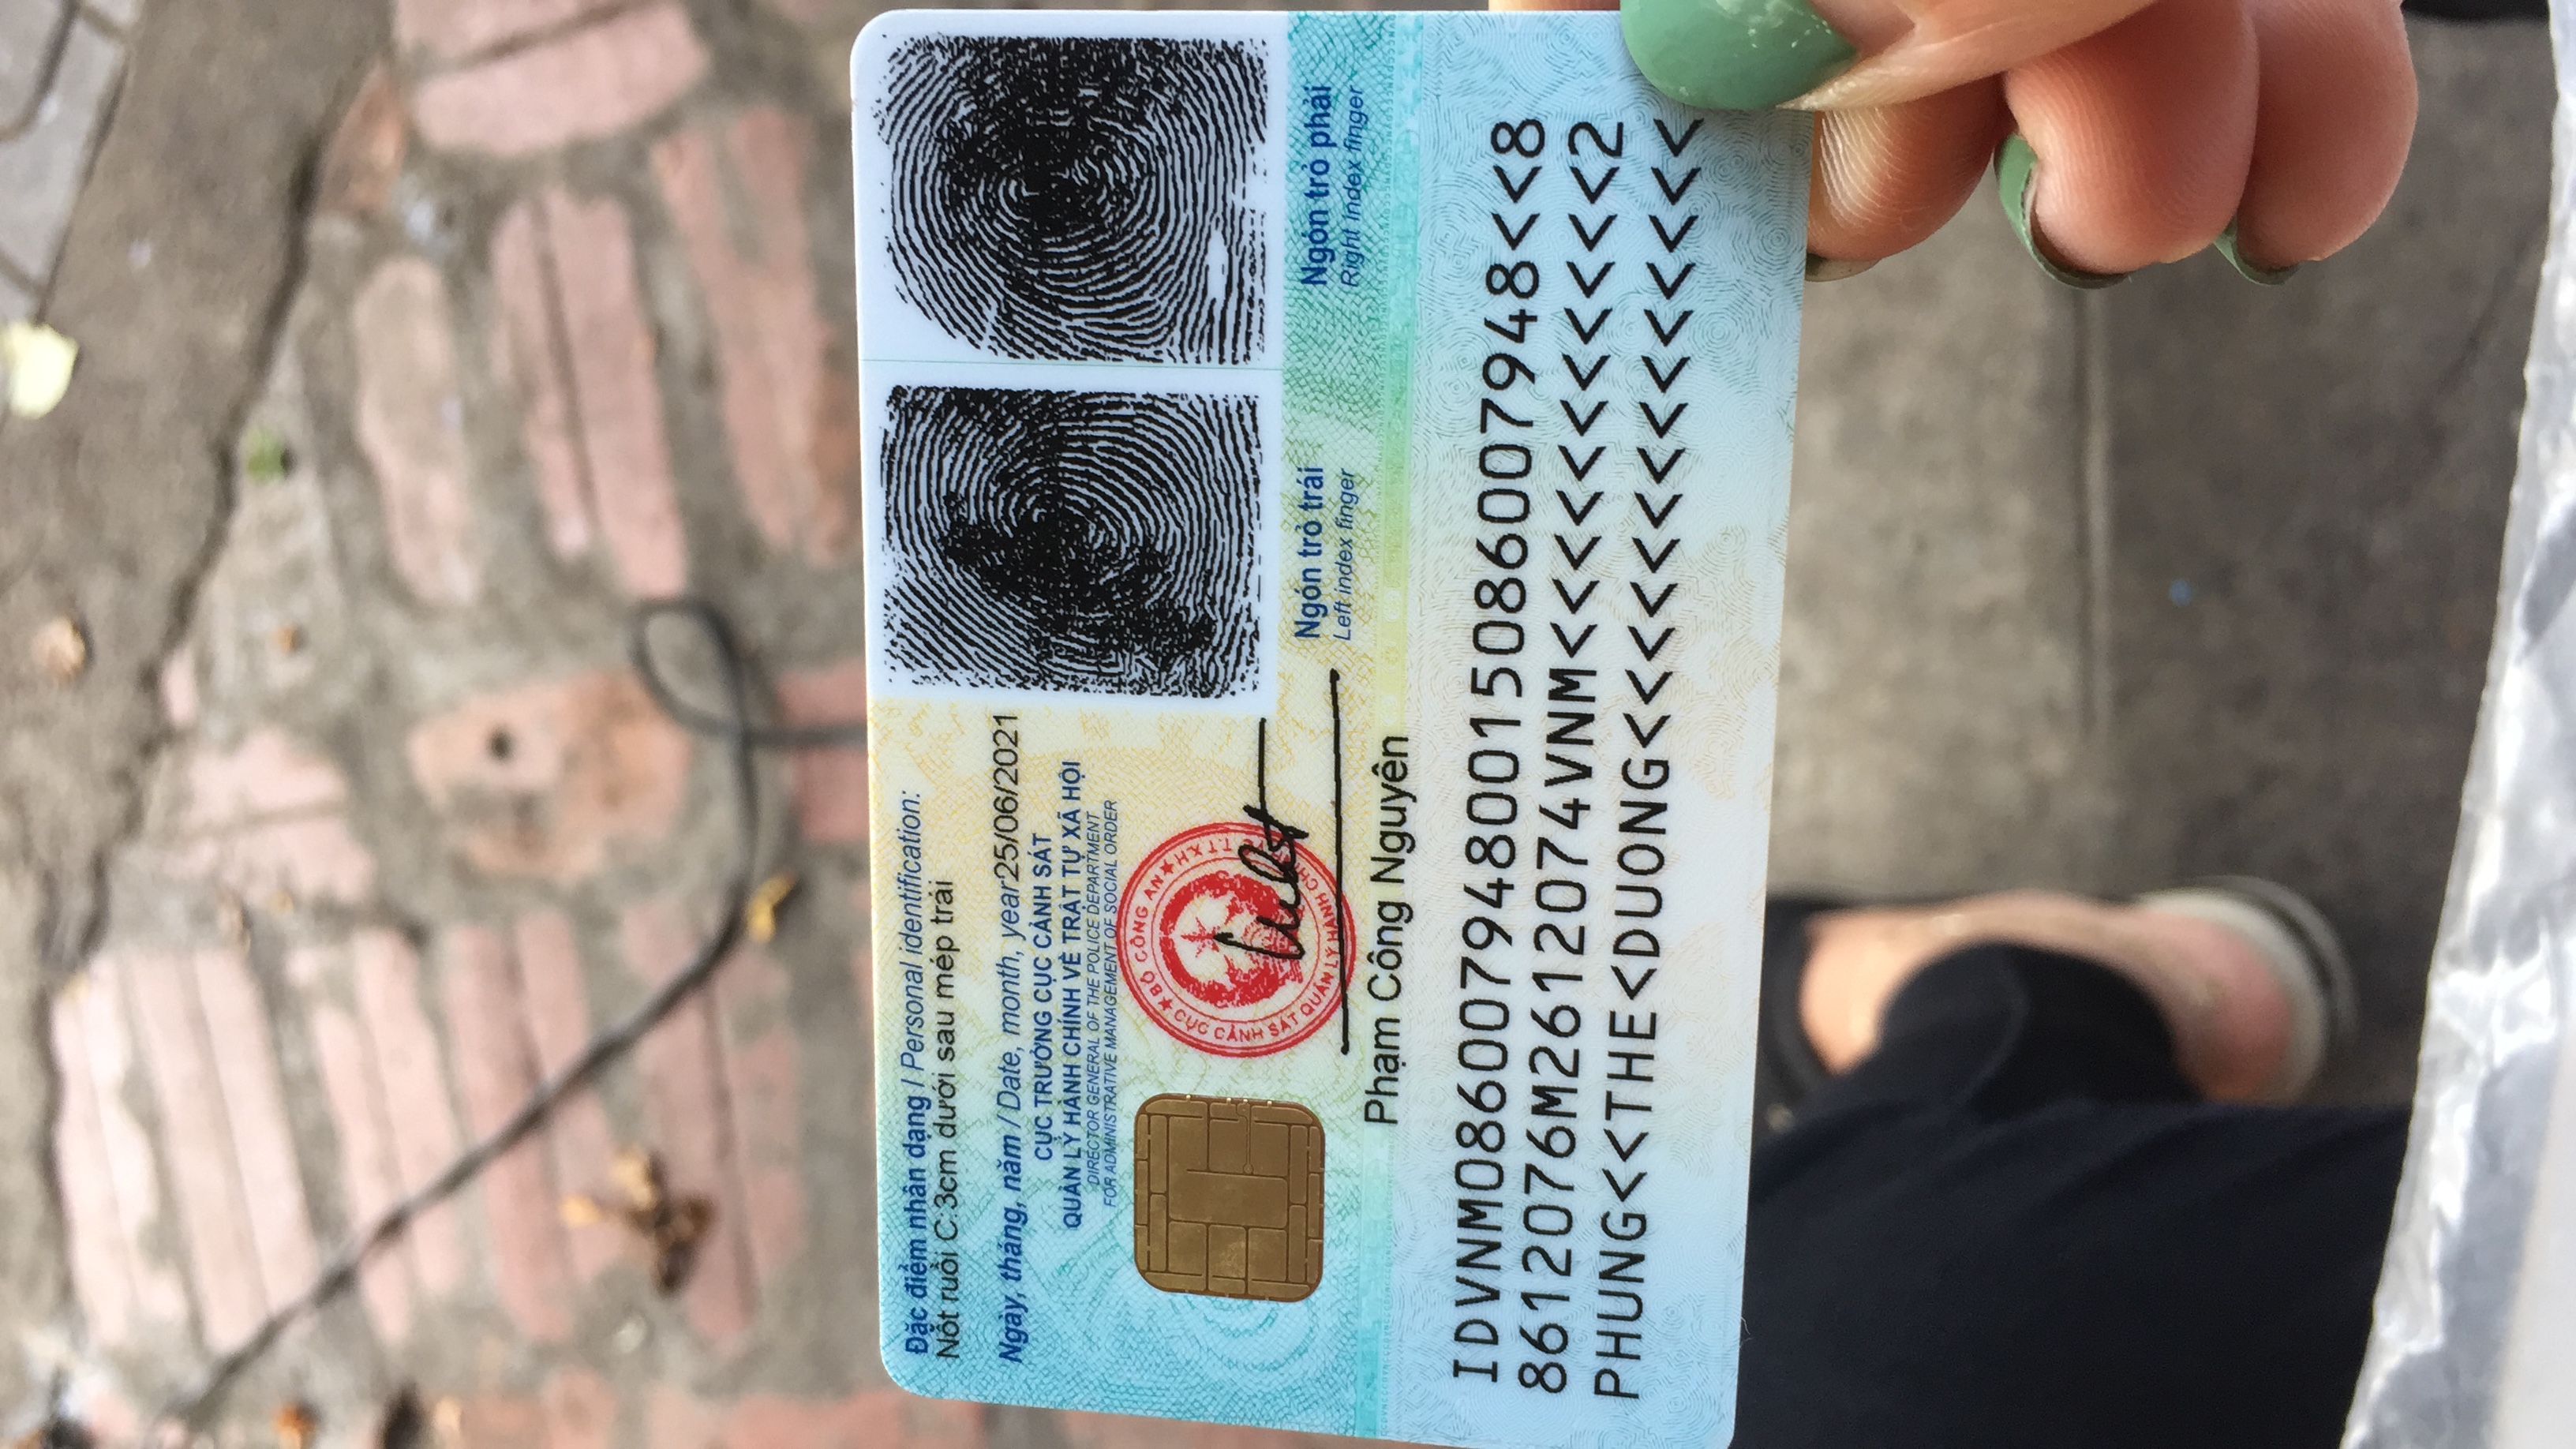 Đặc điểm nhân dạng / Personal identification:
Nốt ruồi C:3cm dưới sau mép trái
Ngày, tháng, năm / Date, month, year25/06/2021
CỤC TRƯỞNG CỤC CẢNH SÁT
QUẢN LÝ HÀNH CHÍNH VỀ TRẬT TỰ XÃ HỘI
DIRECTOR GENERAL OF THE POLICE DEPARTMENT
FOR ADMINISTRATIVE MANAGEMENT OF SOCIAL ORDER
★BỘ CÔNG AN★
CỤC CẢNH SÁT QUẢN LÝ HÀNH CHÍNH
Phạm Công Nguyên
Ngón trỏ trái
Left index finger
Ngón trỏ phải
Right index finger
IDVNM0860079480015086007948<<8
8612076M2612074VNM<<<<<<<<<<<2
PHUNG<<THE<DUONG<<<<<<<<<<<<<<